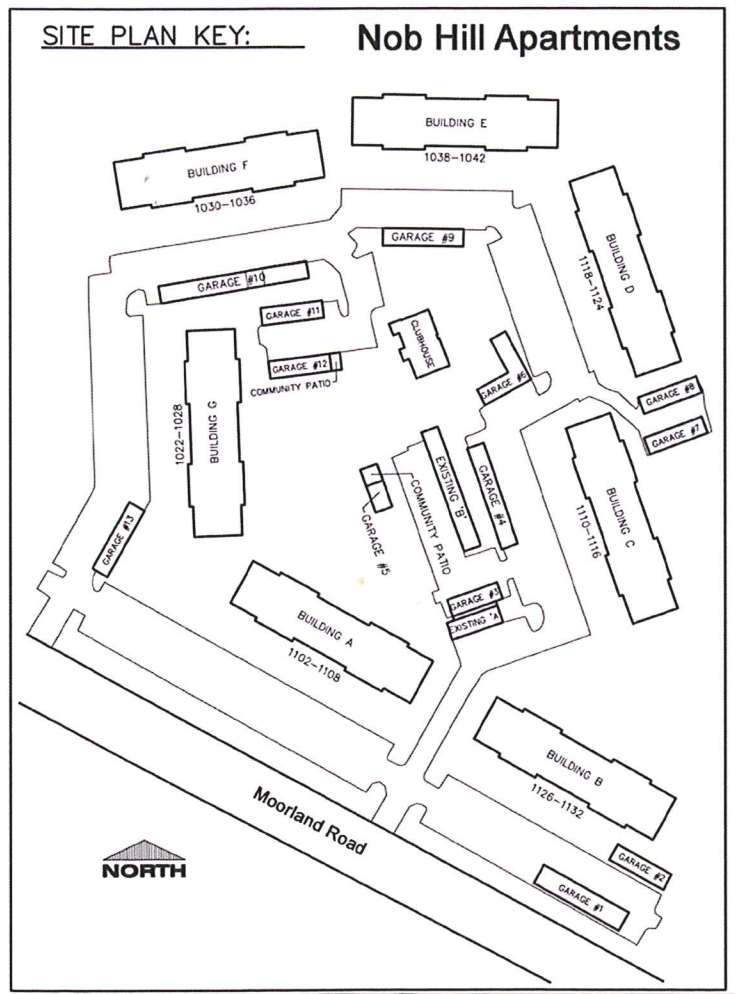 SITE PLAN KEY:
Nob Hill Apartments
BUILDING E
1038-1042
BUILDING F
1030-1036
GARAGE #9
BUILDING D
1118-1124
GARAGE #10
GARAGE #11
CLUBHOUSE
GARAGE #12
COMMUNITY PATIO
GARAGE #6
GARAGE #8
GARAGE #7
BUILDING G
1022-1028
EXISTING 'B'
GARAGE #4
COMMUNITY PATIO
GARAGE #5
BUILDING C
1110-1116
GARAGE #13
GARAGE #3
EXISTING 'A'
BUILDING A
1102-1108
BUILDING B
1126-1132
Moorland Road
NORTH
GARAGE #2
GARAGE #1